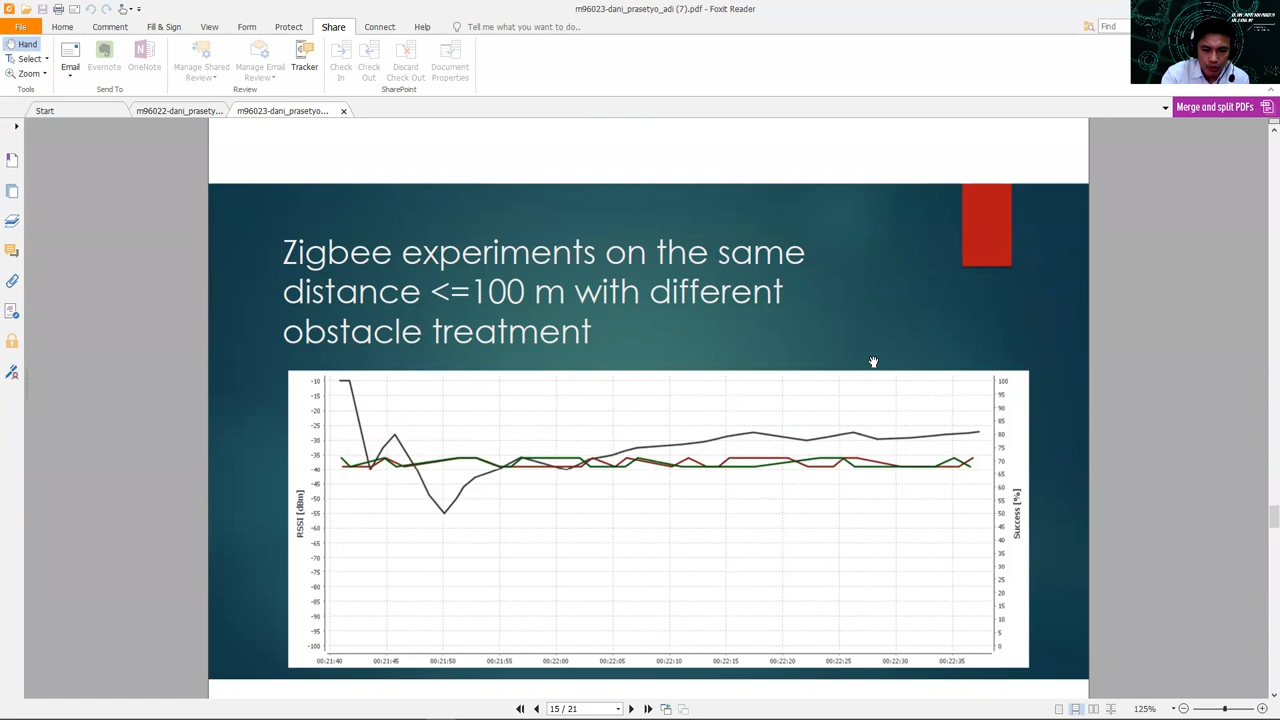 m96023-dani_prasetyo_adi (7).pdf - Foxit Reader
File
Home
Comment
Fill & Sign
View
Form
Protect
Share
Connect
Help
Tell me what you want to do...
Find
Hand
Select
Zoom
Tools
Email
Evernote
OneNote
Send To
Manage Shared
Review
Manage Email
Review
Tracker
Review
Check
In
Check
Out
Discard
Check Out
Document
Properties
SharePoint
Start
m96022-dani_prasety...
m96023-dani_prasetyo...
Merge and split PDFs
Zigbee experiments on the same
distance <=100 m with different
obstacle treatment
RSSI [dBm]
-10
-15
-20
-25
-30
-35
-40
-45
-50
-55
-60
-65
-70
-75
-80
-85
-90
-95
-100
100
95
90
85
80
75
70
65
60
55
50
45
40
35
30
25
20
15
10
5
0
Success [%]
00:21:40
00:21:45
00:21:50
00:21:55
00:22:00
00:22:05
00:22:10
00:22:15
00:22:20
00:22:25
00:22:30
00:22:35
15 / 21
125%